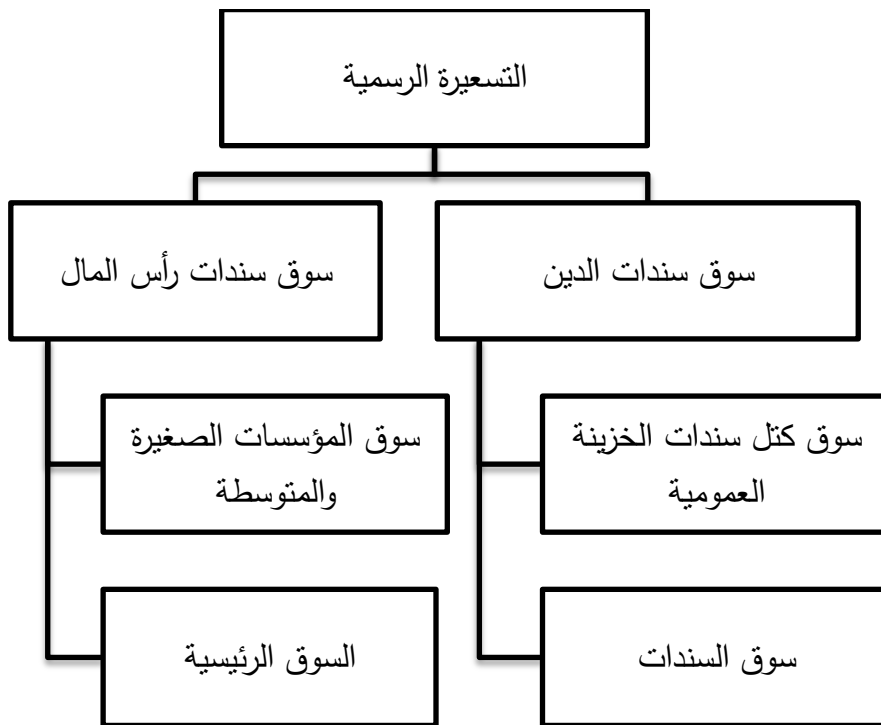 التسعيرة الرسمية
سوق سندات الدين
سوق سندات رأس المال
سوق كتل سندات الخزينة
العمومية
سوق المؤسسات الصغيرة
والمتوسطة
سوق السندات
السوق الرئيسية